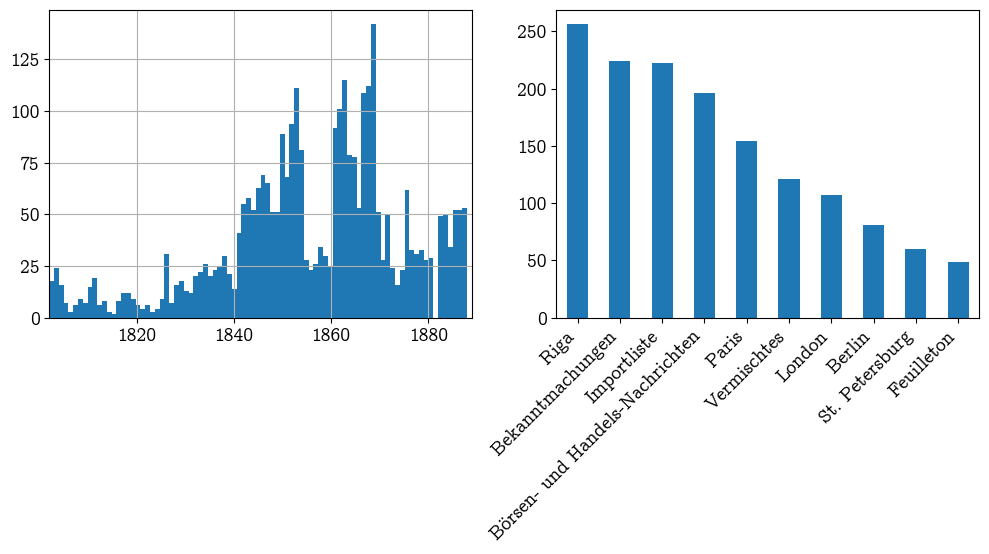 125
100
75
50
25
0
1820 1840 1860 1880
250
200
150
100
50
0
Riga
Bekanntmachungen
Importliste
Börsen- und Handels-Nachrichten
Paris
Vermischtes
London
Berlin
St. Petersburg
Feuilleton